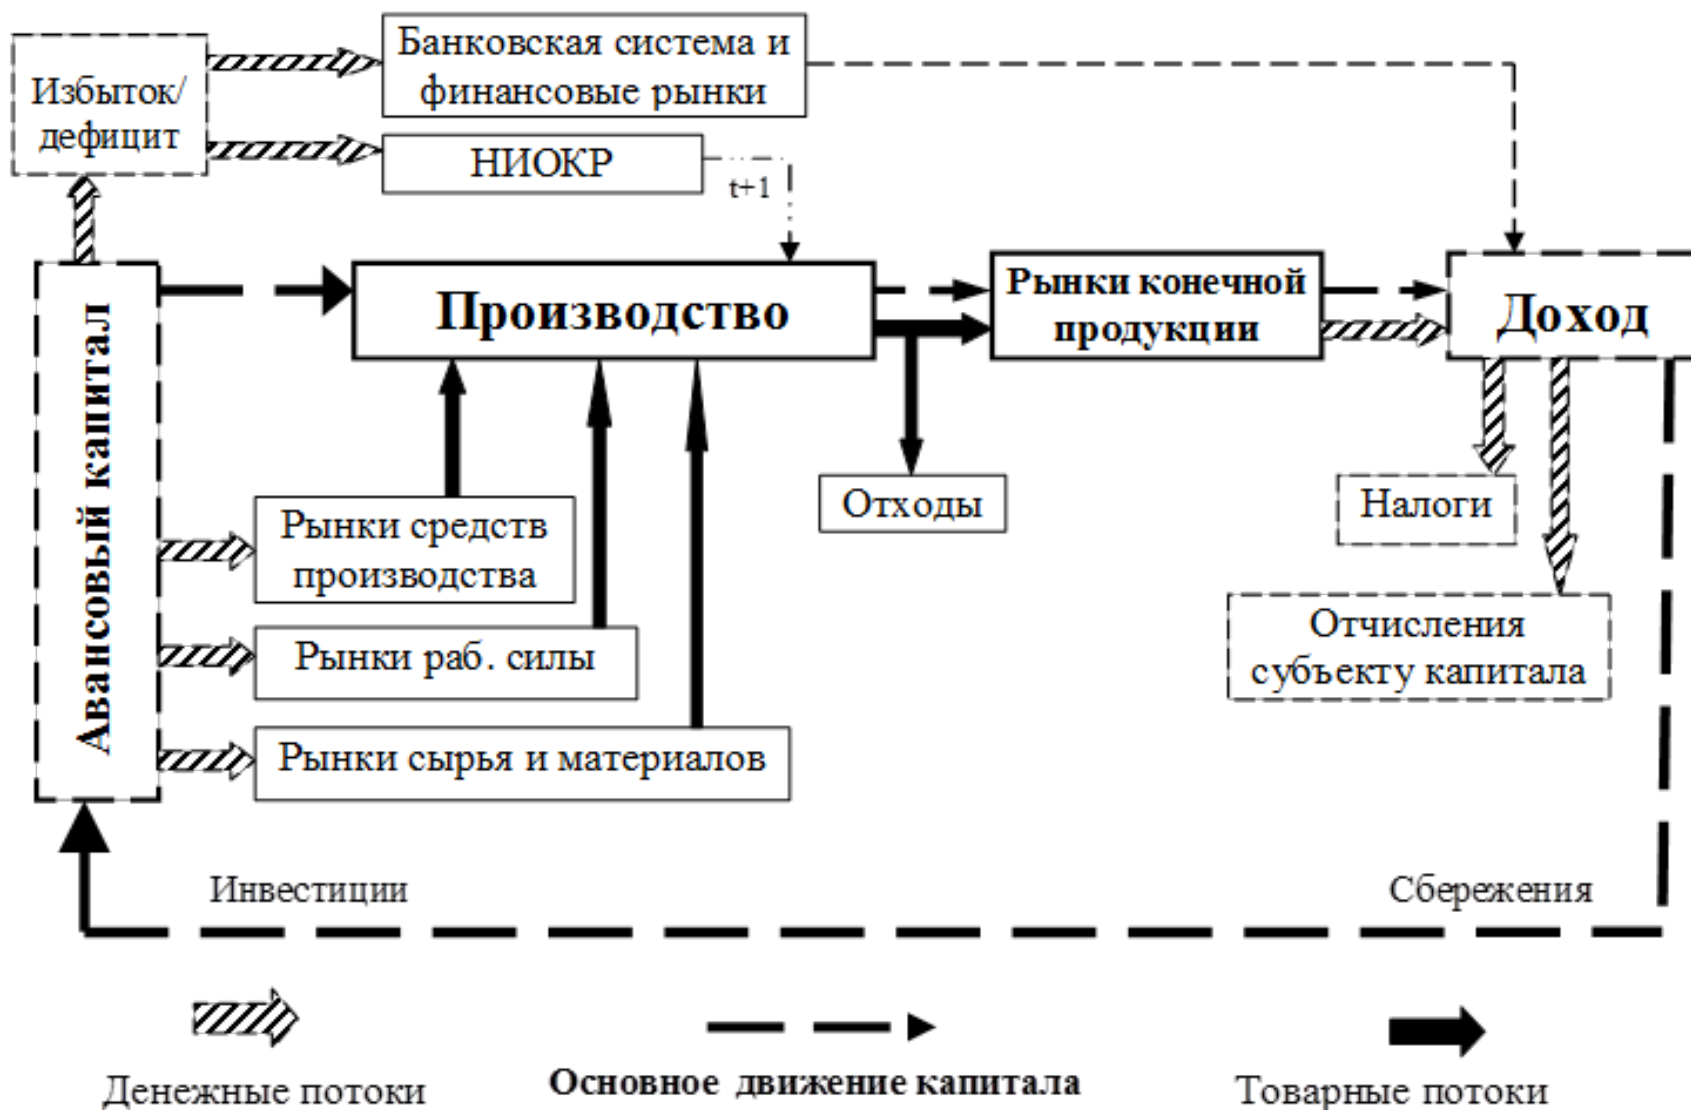 Банковская система и
финансовые рынки
Избыток/
дефицит
НИОКР
t+1
Авансовый капитал
Производство
Рынки конечной
продукции
Доход
Рынки средств
производства
Отходы
Налоги
Рынки раб. силы
Отчисления
субъекту капитала
Рынки сырья и материалов
Инвестиции
Сбережения
Денежные потоки
Основное движение капитала
Товарные потоки